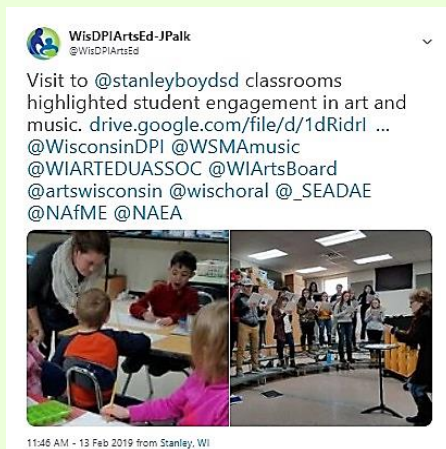 WisDPIArtsEd-JPalk
@WisDPIArtsEd
Visit to @stanleyboydsd classrooms
highlighted student engagement in art and
music. drive.google.com/file/d/1dRidrI ...
@WisconsinDPI @WSMAmusic
@WIARTEDUASSOC @WIArtsBoard
@artswisconsin @wischoral @_SEADAE
@NAfME @NAEA
11:46 AM - 13 Feb 2019 from Stanley, WI